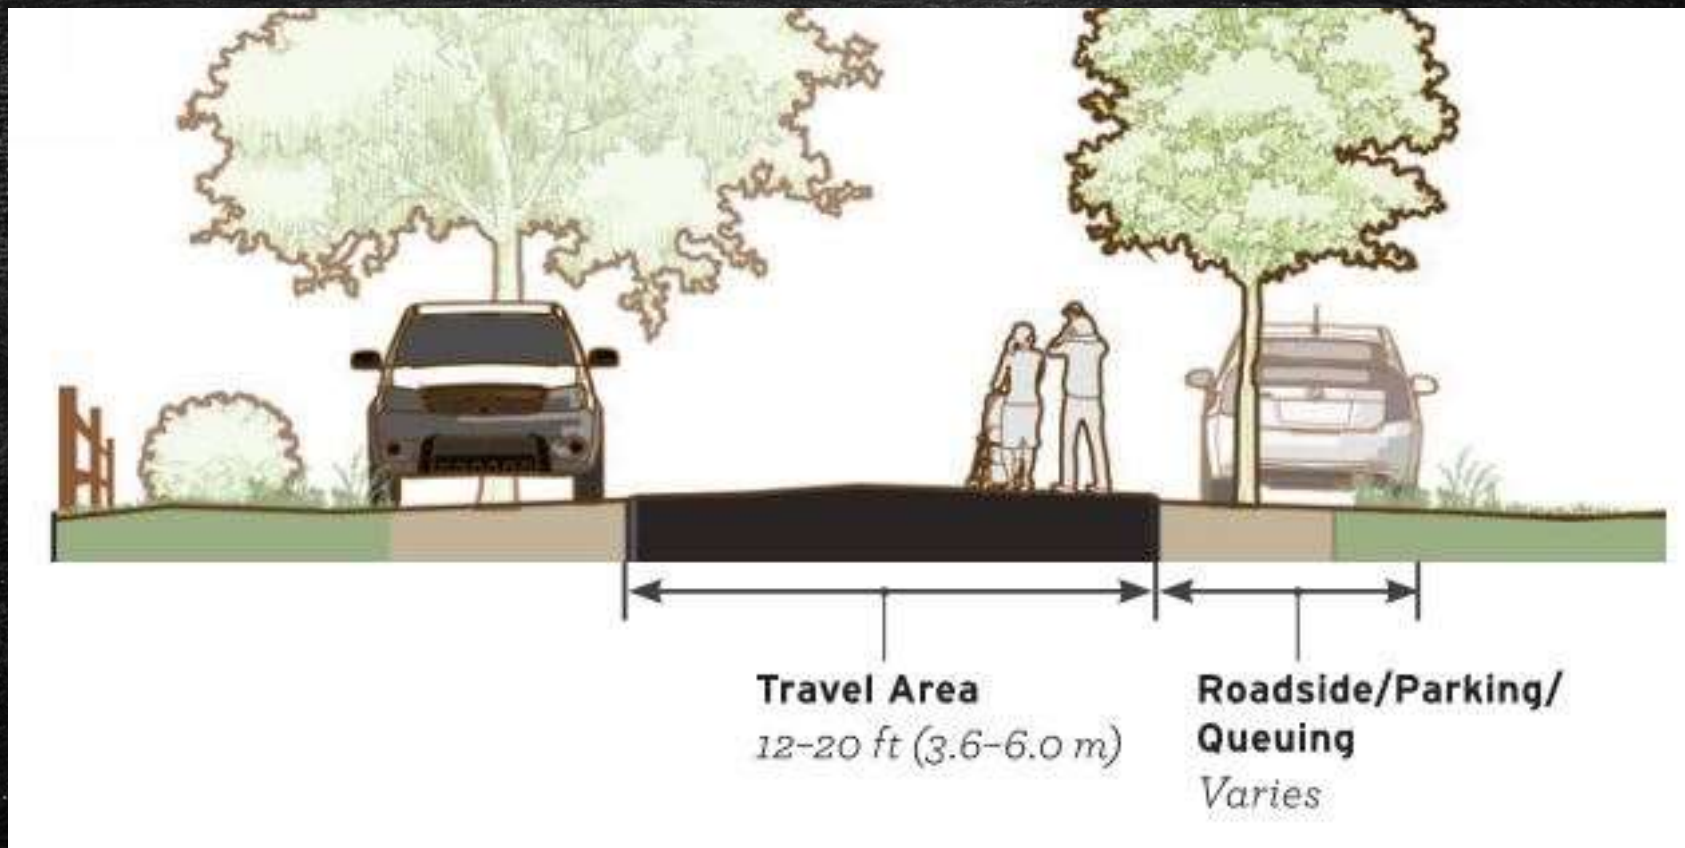 Travel Area
12–20 ft (3.6–6.0 m)
Roadside/Parking/
Queuing
Varies